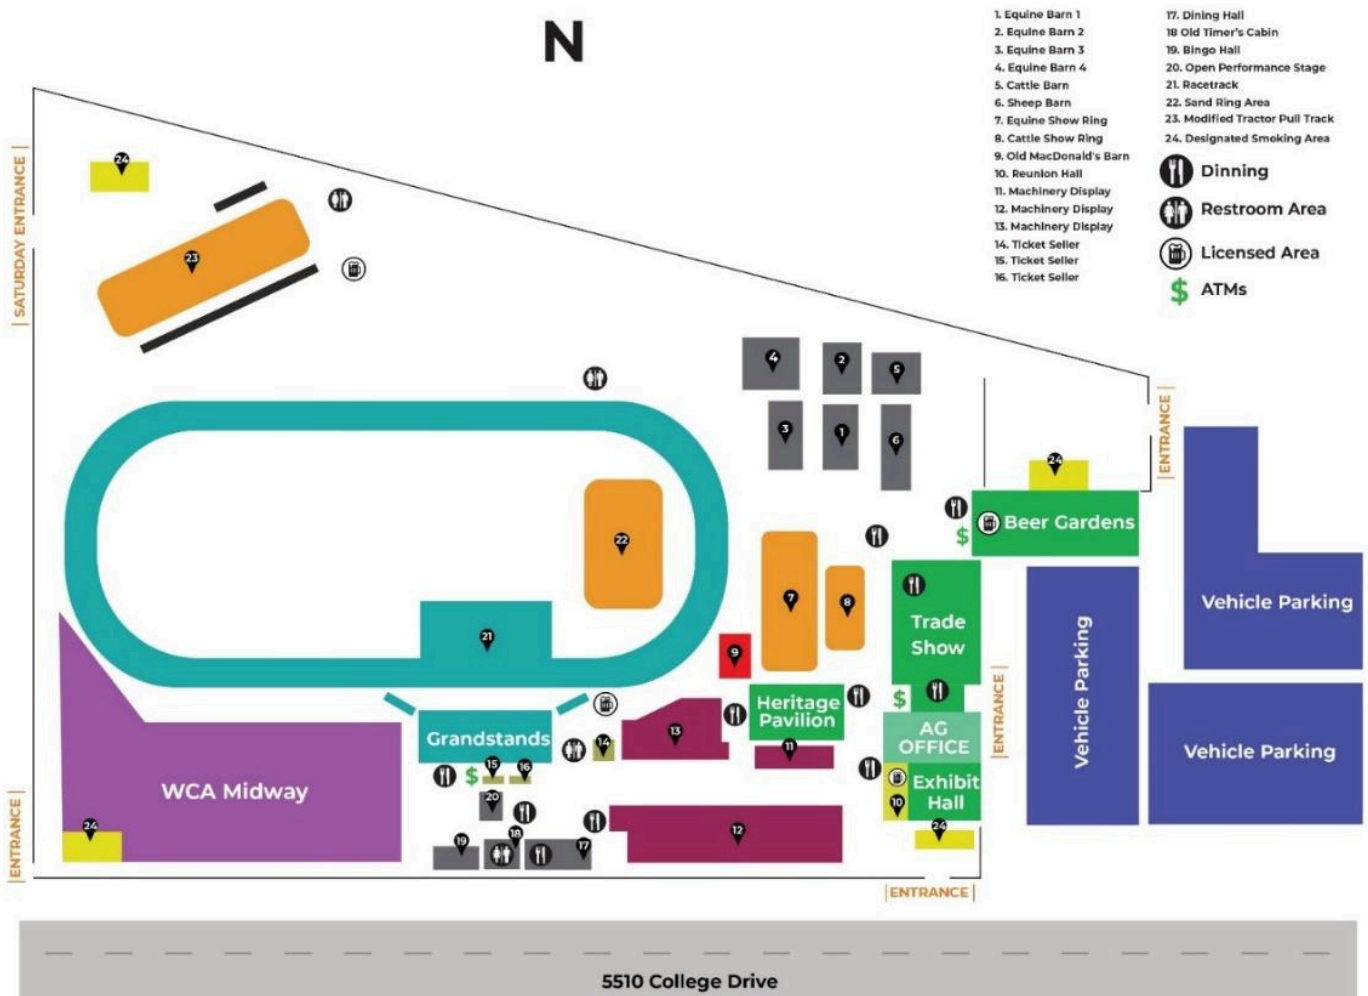 N
1. Equine Barn 1
2. Equine Barn 2
3. Equine Barn 3
4. Equine Barn 4
5. Cattle Barn
6. Sheep Barn
7. Equine Show Ring
8. Cattle Show Ring
9. Old MacDonald's Barn
10. Reunion Hall
11. Machinery Display
12. Machinery Display
13. Machinery Display
14. Ticket Seller
15. Ticket Seller
16. Ticket Seller
17. Dining Hall
18 Old Timer's Cabin
19. Bingo Hall
20. Open Performance Stage
21. Racetrack
22. Sand Ring Area
23. Modified Tractor Pull Track
24. Designated Smoking Area
Dinning
Restroom Area
Licensed Area
$ ATMs
| SATURDAY ENTRANCE |
24
23
4
2
5
3
1
6
| ENTRANCE |
24
$
Beer Gardens
22
7
8
Trade
Show
Vehicle Parking
Vehicle Parking
Vehicle Parking
21
9
Heritage
Pavilion
$
AG
OFFICE
| ENTRANCE |
Grandstands
14
13
11
$
15
16
Exhibit
Hall
10
WCA Midway
20
24
| ENTRANCE |
19
18
17
12
24
| ENTRANCE |
5510 College Drive